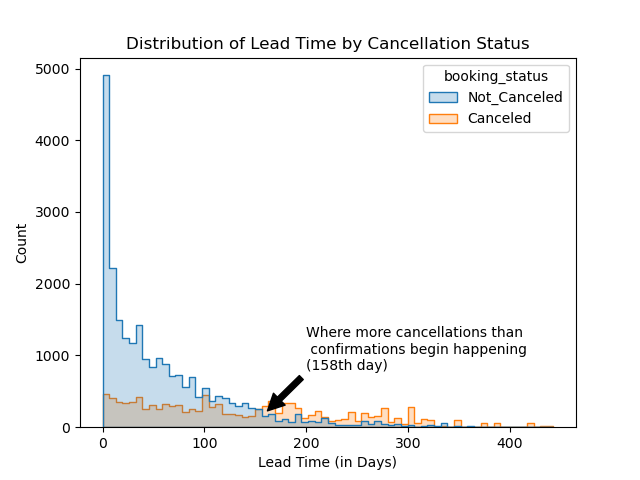 Distribution of Lead Time by Cancellation Status
booking_status
Not_Canceled
Canceled
Where more cancellations than
confirmations begin happening
(158th day)
Count
5000
4000
3000
2000
1000
0
0 100 200 300 400
Lead Time (in Days)